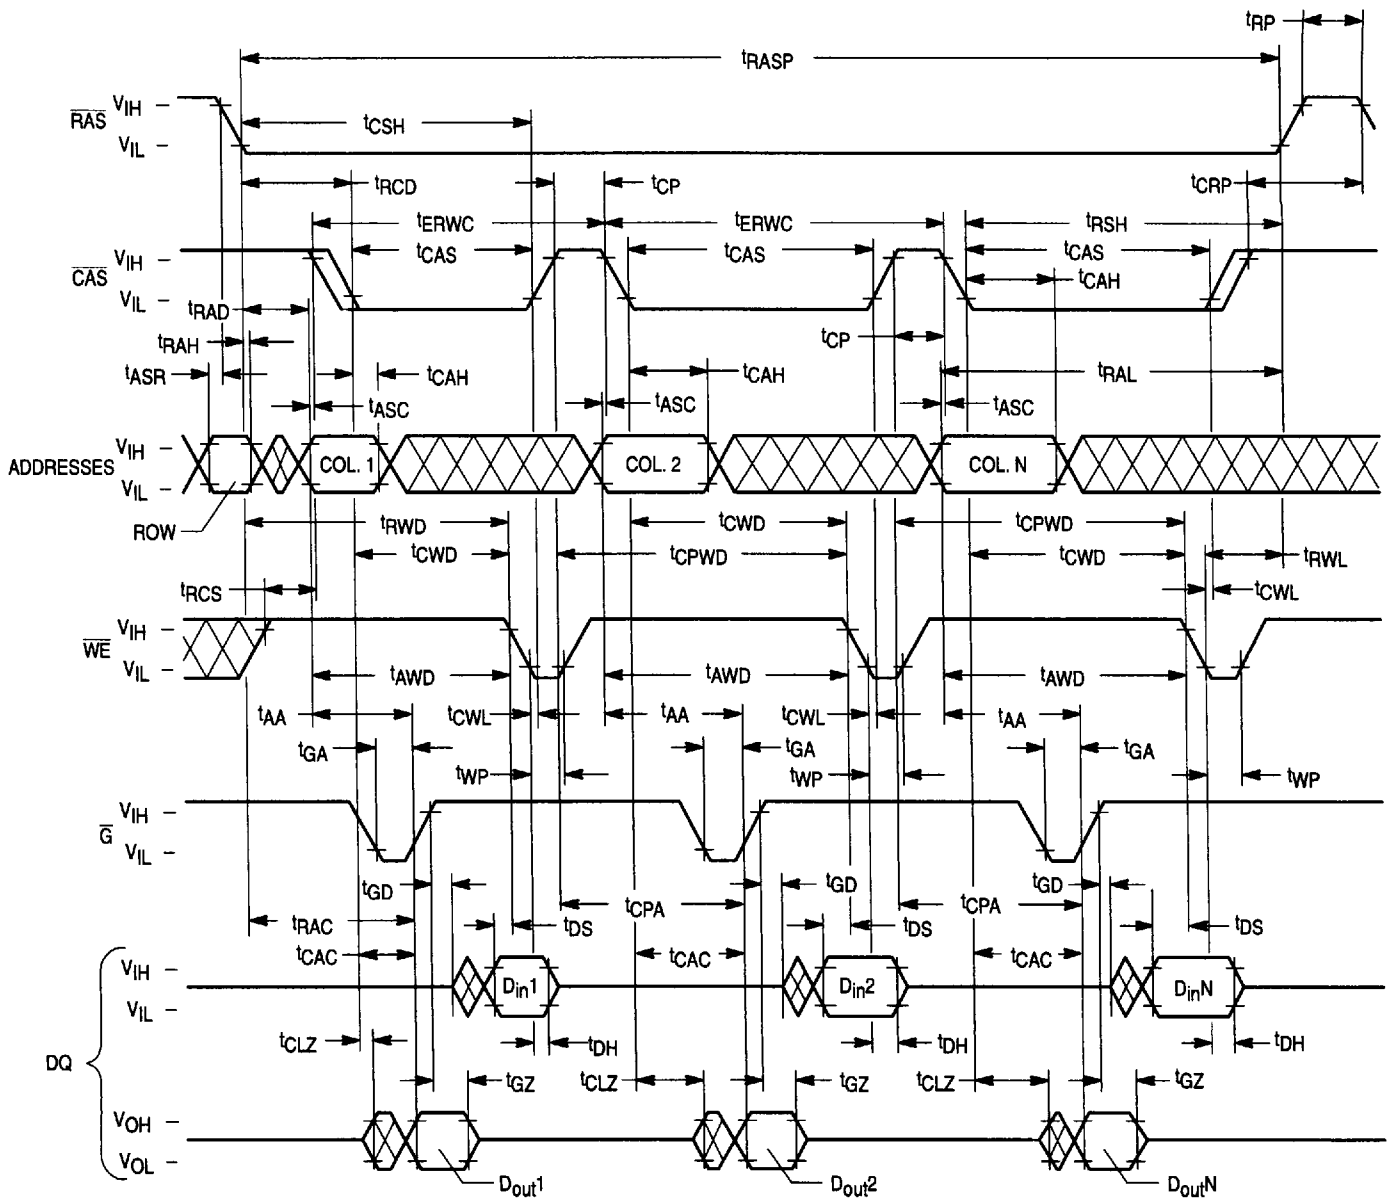 tRP
tRASP
RAS VIH
tCSH
VIL
tRCD tCP tCRP
tERWC tERWC tRSH
CAS VIH tCAS tCAS tCAS
tCAH
VIL
tRAD
tRAH tCP
tASR tCAH tCAH tRAL
tASC tASC tASC
ADDRESSES VIH COL. 1 COL. 2 COL. N
VIL
ROW tRWD tCWD tCPWD
tCWD tCPWD tCWD tRWL
tRCS tCWL
WE VIH
VIL tAWD tAWD tAWD
tAA tCWL tAA tCWL tAA
tGA tGA tGA
tWP tWP tWP
G VIH
VIL
tGD tGD tGD
tRAC tDS tCPA tDS tCPA tDS
tCAC tCAC tCAC
VIH Din1 Din2 DinN
VIL
tCLZ tDH tDH tDH
DQ
tGZ tCLZ tGZ tCLZ tGZ
VOH
VOL
Dout1 Dout2 DoutN